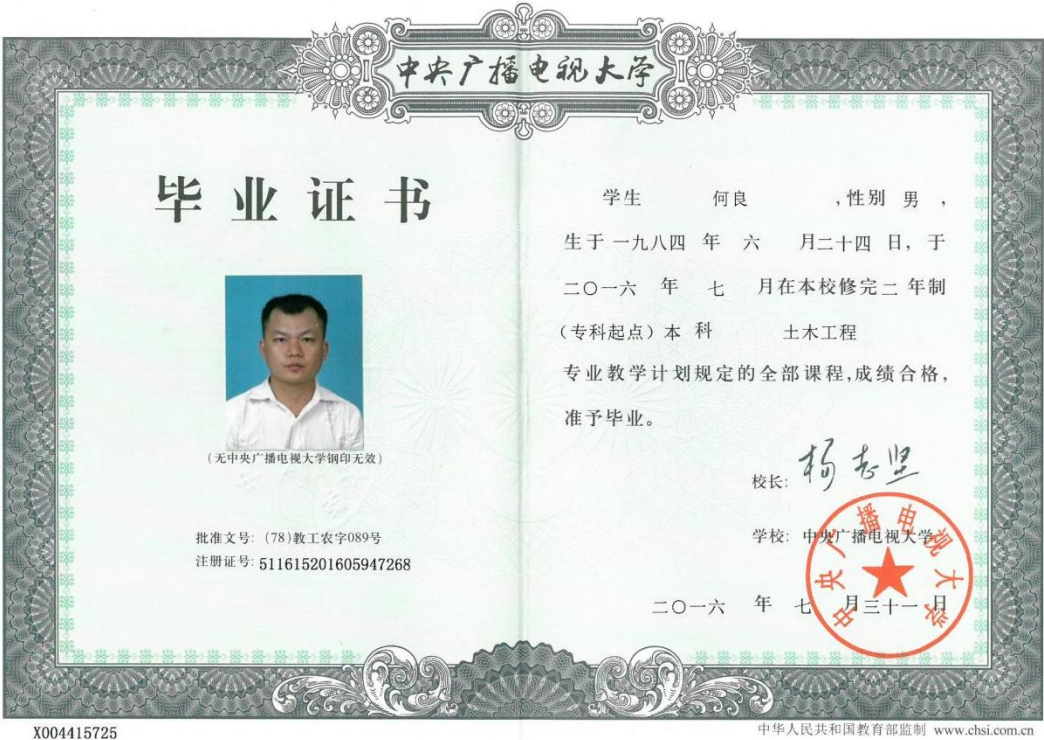 中央广播电视大学
毕业证书
(无中央广播电视大学钢印无效)
批准文号: (78)教工农字089号
注册证号: 511615201605947268
学生 何良 ,性别 男 ,
生于 一九八四 年 六 月二十四 日, 于
二〇一六 年 七 月在本校修完二 年制
(专科起点) 本 科 土木工程
专业教学计划规定的全部课程,成绩合格,
准予毕业。
校长: 杨志坚
学校: 中央广播电视大学
中央广播电视大学
二〇一六 年 七 月三十一 日
X004415725
中华人民共和国教育部监制 www.chsi.com.cn